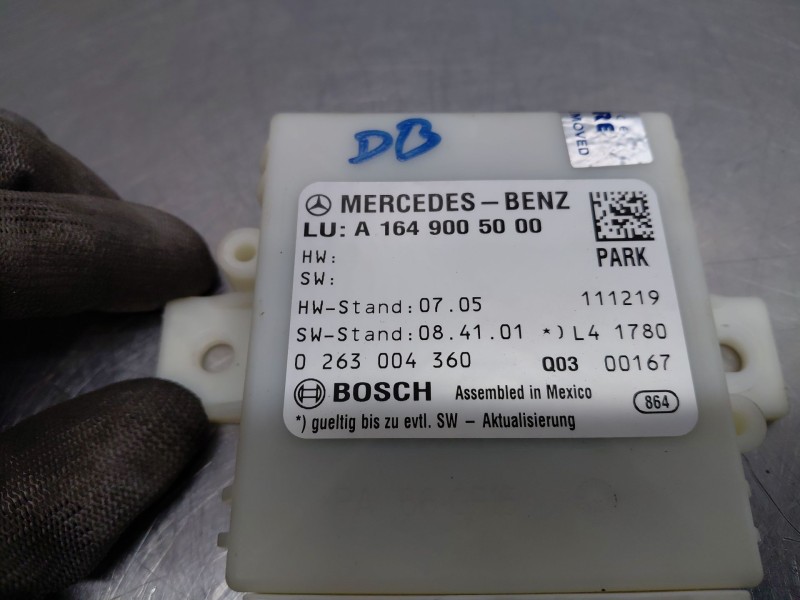 DB
RE
MOVED
MERCEDES-BENZ
LU: A 164 900 50 00
HW:
PARK
SW:
HW-Stand: 07.05 111219
SW-Stand: 08.41.01 *) L4 1780
0 263 004 360 Q03 00167
BOSCH Assembled in Mexico 864
*) gueltig bis zu evtl. SW - Aktualisierung